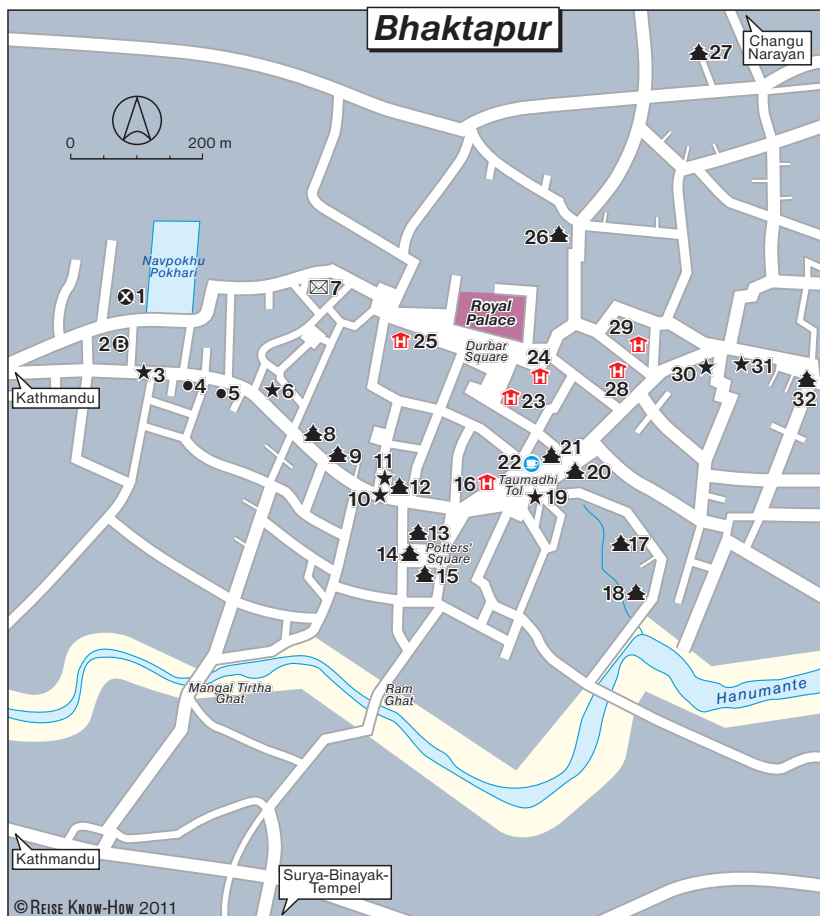 Bhaktapur
Changu
Narayan
27
0 200 m
26
Navpokhu
Pokhari
7
1
Royal
Palace
2 B
25
Durbar
Square
29
24
28
30
31
3
4
5
6
23
32
Kathmandu
8
9
21
22
20
11
12
16
Taumadhi
Tol
10
19
13
14
Potters'
Square
15
17
18
Mangal Tirtha
Ghat
Ram
Ghat
Hanumante
Kathmandu
Surya-Binayak-
Tempel
© REISE KNOW-HOW 2011
H
H
H
H
H
H